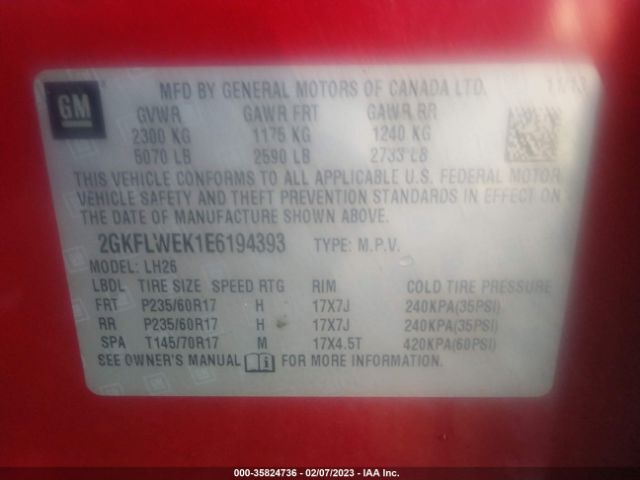 GM
MFD BY GENERAL MOTORS OF CANADA LTD. 11/13
GVWR GAWR FRT GAWR RR
2300 KG 1175 KG 1240 KG
5070 LB 2590 LB 2733 LB
THIS VEHICLE CONFORMS TO ALL APPLICABLE U.S. FEDERAL MOTOR
VEHICLE SAFETY AND THEFT PREVENTION STANDARDS IN EFFECT ON
THE DATE OF MANUFACTURE SHOWN ABOVE.
2GKFLWEK1E6194393 TYPE: M.P.V.
MODEL: LH26
LBDL TIRE SIZE SPEED RTG RIM COLD TIRE PRESSURE
FRT P235/60R17 H 17X7J 240KPA(35PSI)
RR P235/60R17 H 17X7J 240KPA(35PSI)
SPA T145/70R17 M 17X4.5T 420KPA(60PSI)
SEE OWNER'S MANUAL FOR MORE INFORMATION.
000-35824736 - 02/07/2023 - IAA Inc.